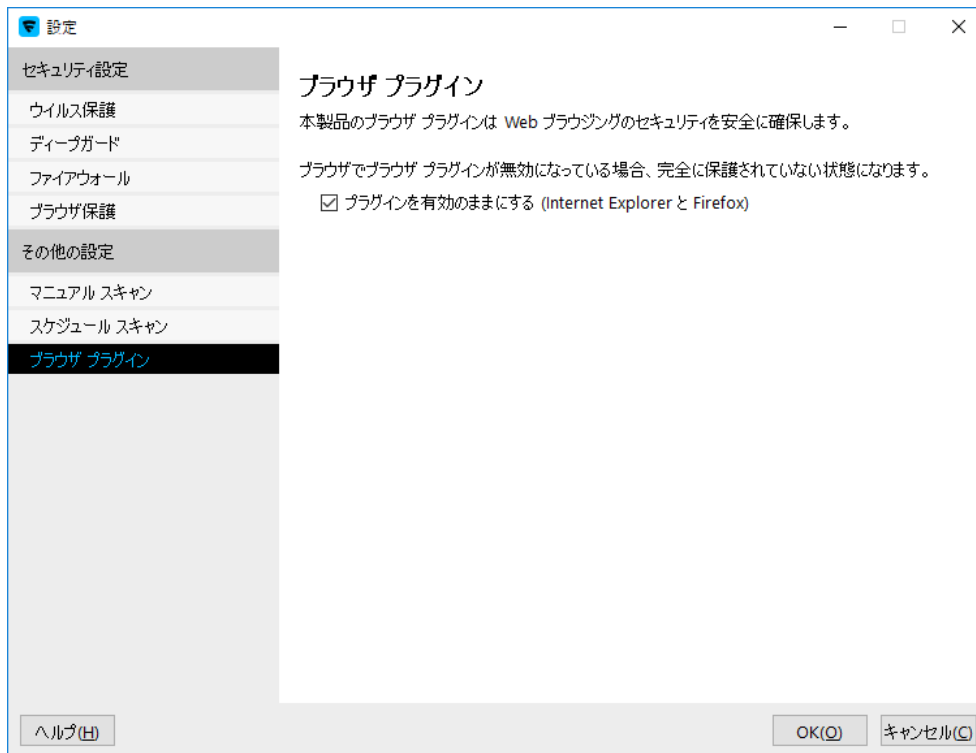 設定
セキュリティ設定
ウイルス保護
ディープガード
ファイアウォール
ブラウザ保護
その他の設定
マニュアル スキャン
スケジュール スキャン
ブラウザ プラグイン
ブラウザ プラグイン
本製品のブラウザ プラグインは Web ブラウジングのセキュリティを安全に確保します。
ブラウザでブラウザ プラグインが無効になっている場合、完全に保護されていない状態になります。
プラグインを有効のままにする (Internet Explorer と Firefox)
ヘルプ(H)
OK(O)
キャンセル(C)